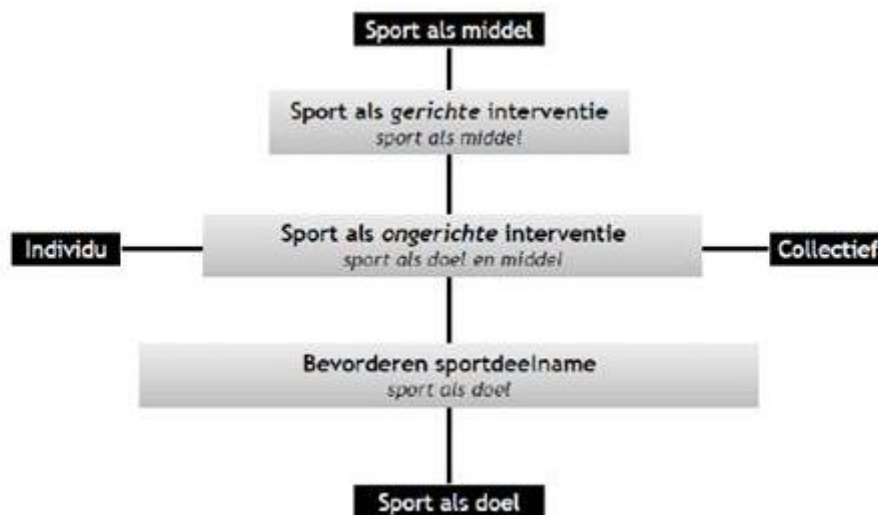 Sport als middel
Sport als gerichte interventie
sport als middel
Sport als ongerichte interventie
sport als doel en middel
Individu
Collectief
Bevorderen sportdeelname
sport als doel
Sport als doel